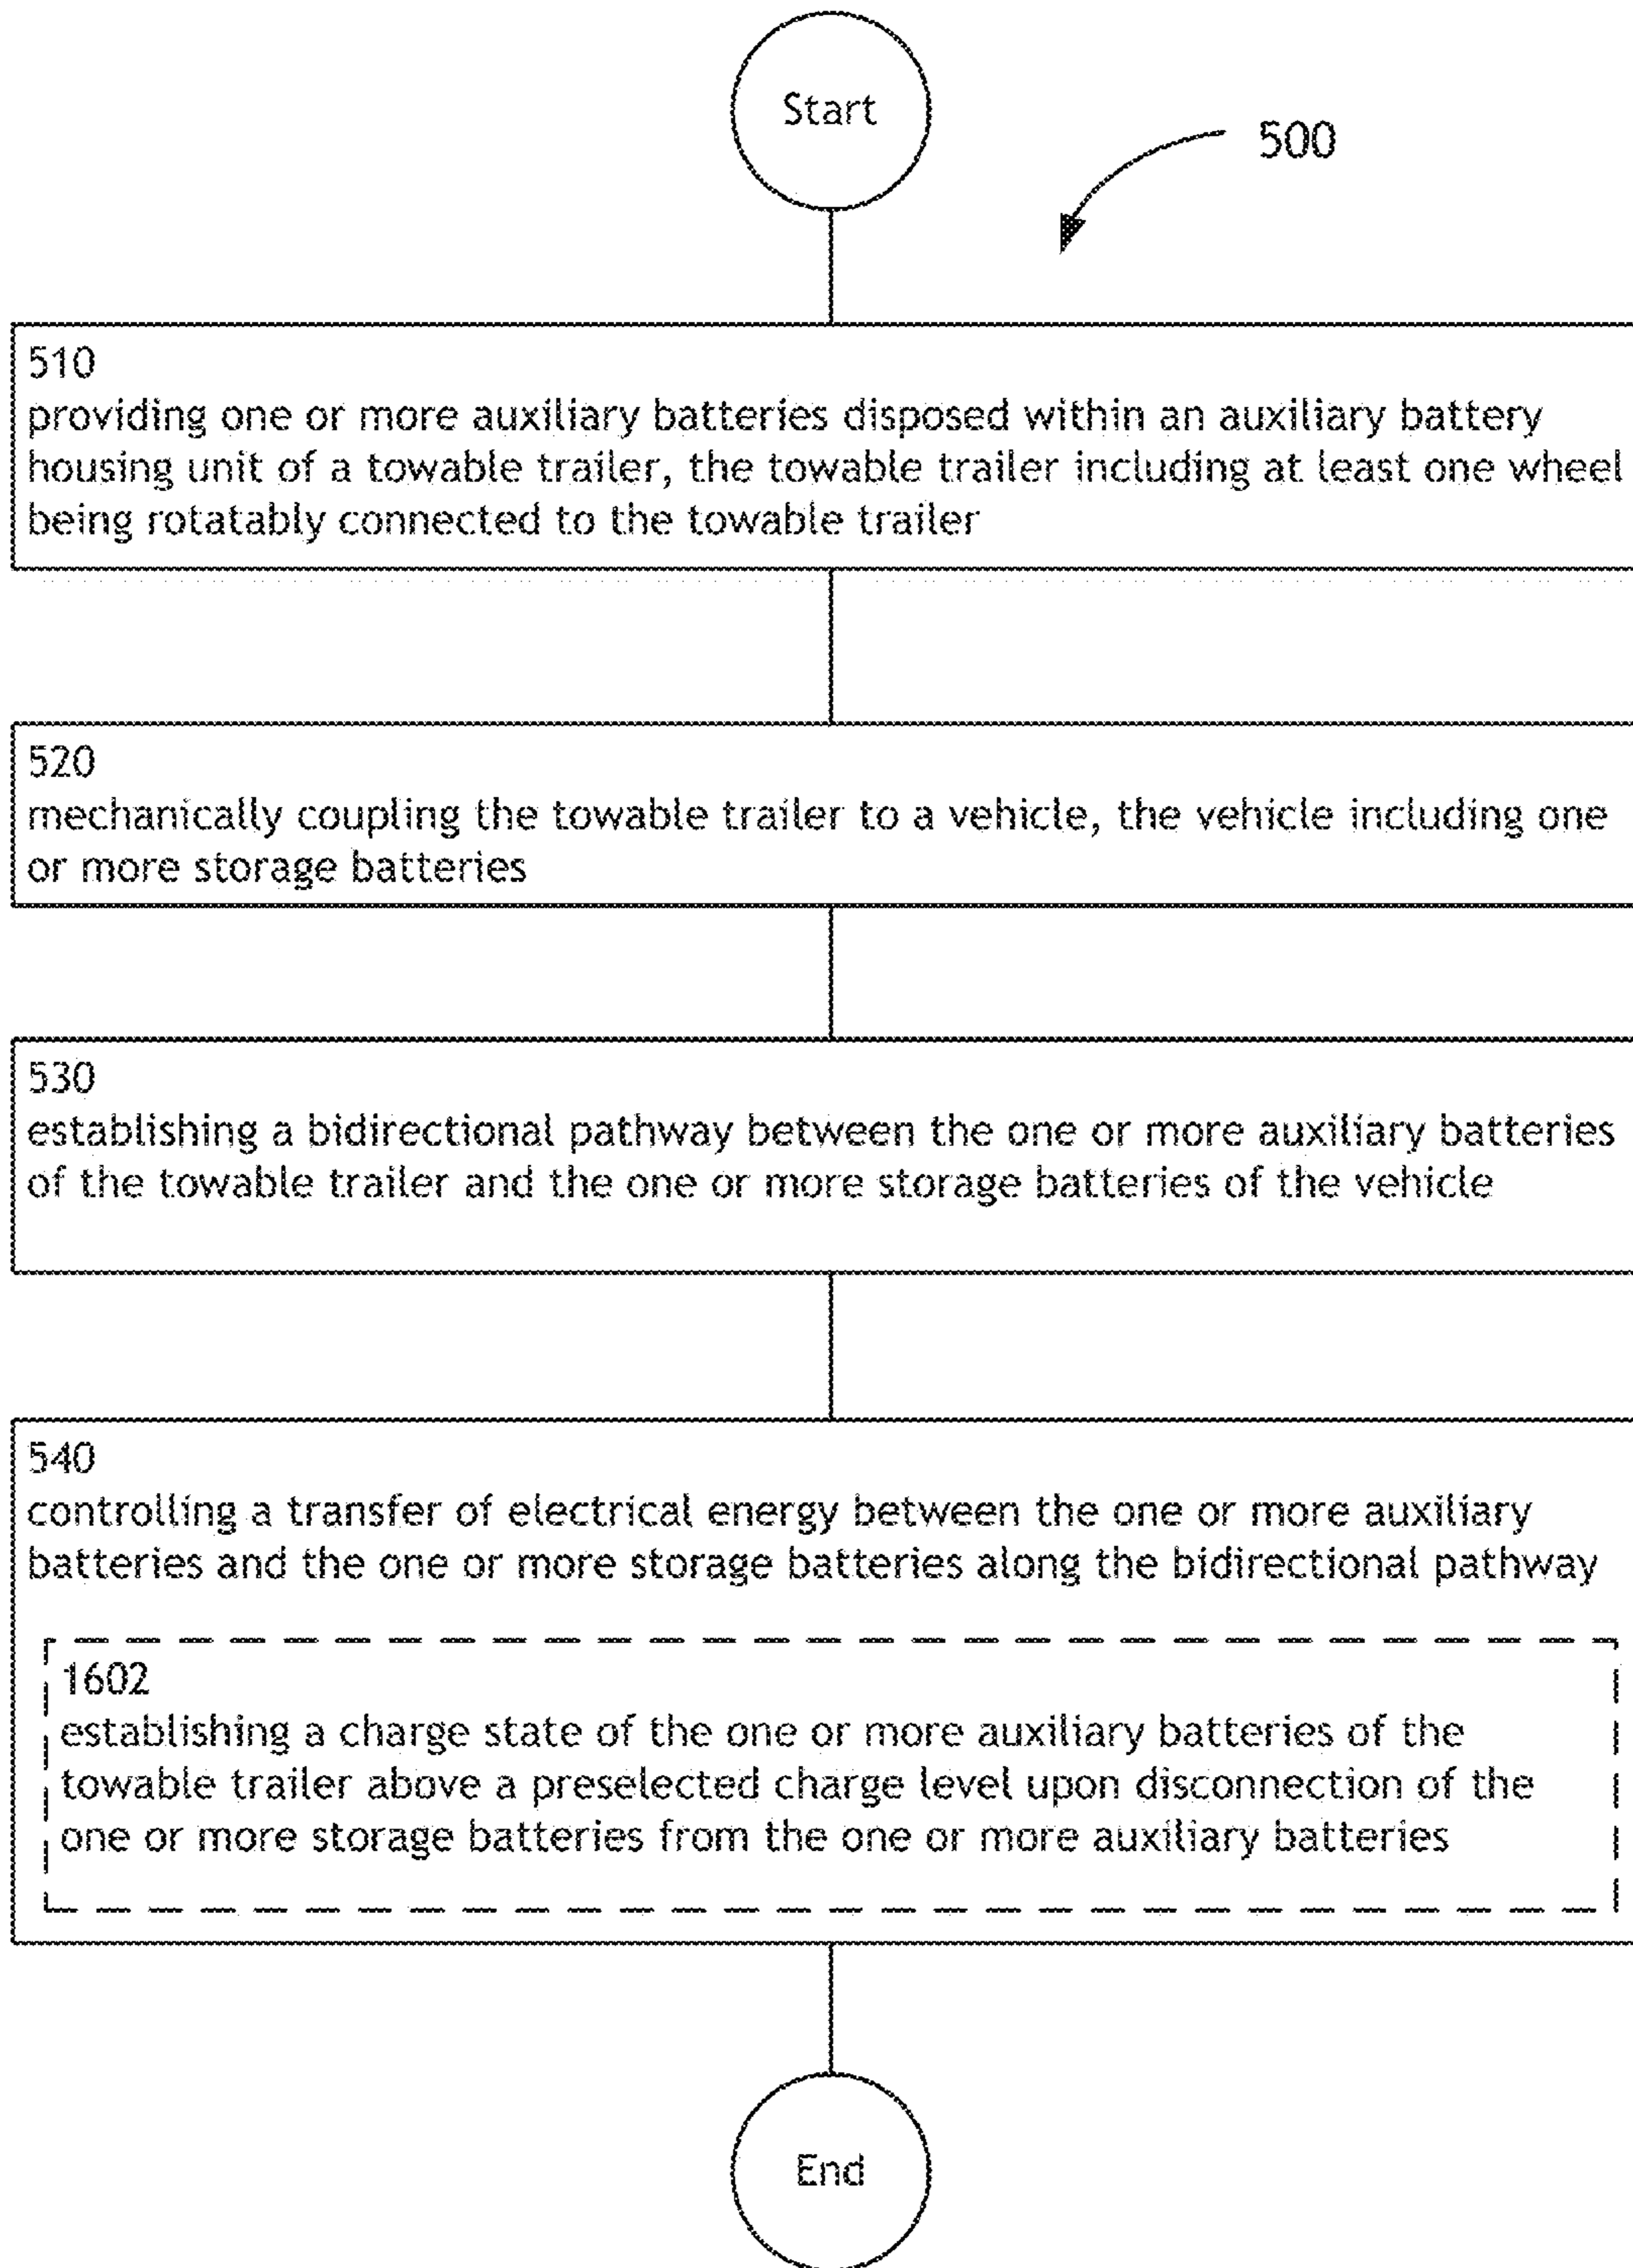 Start
500
510
providing one or more auxiliary batteries disposed within an auxiliary battery
housing unit of a towable trailer, the towable trailer including at least one wheel
being rotatably connected to the towable trailer
520
mechanically coupling the towable trailer to a vehicle, the vehicle including one
or more storage batteries
530
establishing a bidirectional pathway between the one or more auxiliary batteries
of the towable trailer and the one or more storage batteries of the vehicle
540
controlling a transfer of electrical energy between the one or more auxiliary
batteries and the one or more storage batteries along the bidirectional pathway
1602
establishing a charge state of the one or more auxiliary batteries of the
towable trailer above a preselected charge level upon disconnection of the
one or more storage batteries from the one or more auxiliary batteries
End